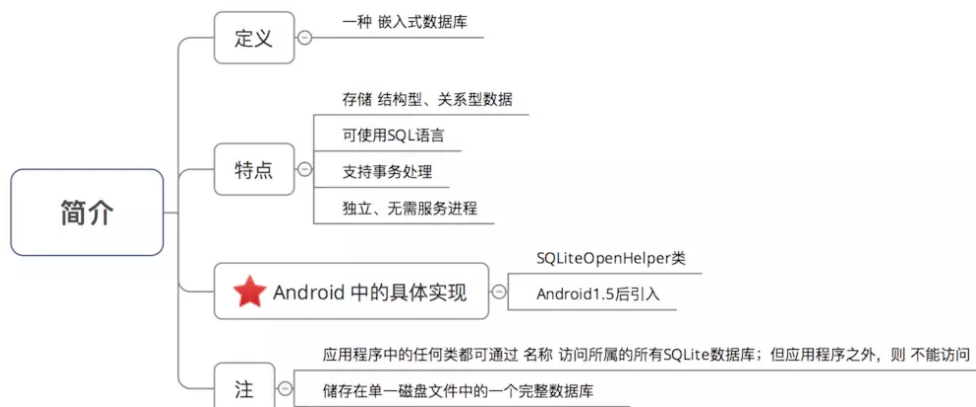 简介
定义
一种 嵌入式数据库
特点
存储 结构型、关系型数据
可使用SQL语言
支持事务处理
独立、无需服务进程
Android 中的具体实现
SQLiteOpenHelper类
Android1.5后引入
注
应用程序中的任何类都可通过 名称 访问所属的所有SQLite数据库；但应用程序之外，则 不能访问
储存在单一磁盘文件中的一个完整数据库